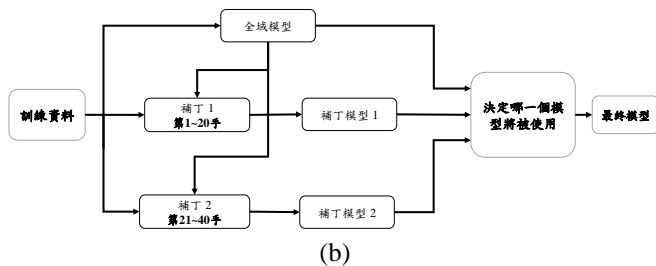 全域模型
訓練資料
補丁 1
第1~20手
補丁模型 1
決定哪一個模
型將被使用
最終模型
補丁 2
第21~40手
補丁模型 2
(b)